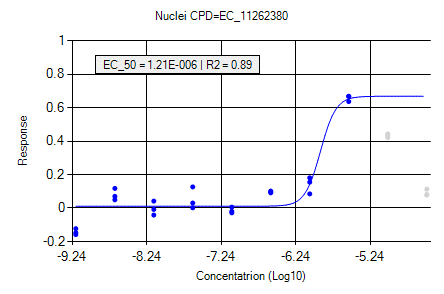 Nuclei CPD=EC_11262380
EC_50 = 1.21E-006 | R2 = 0.89
Response
1
0.8
0.6
0.4
0.2
0
-0.2
-9.24 -8.24 -7.24 -6.24 -5.24
Concentatrion (Log10)